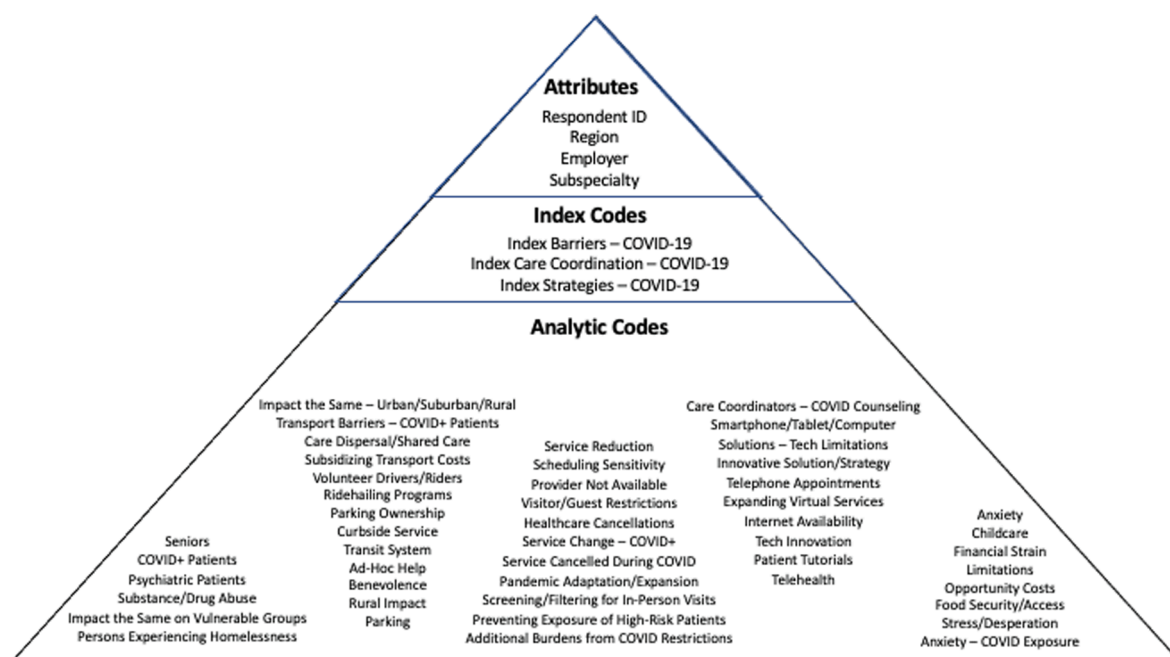 Attributes
Respondent ID
Region
Employer
Subspecialty
Index Codes
Index Barriers – COVID-19
Index Care Coordination – COVID-19
Index Strategies – COVID-19
Analytic Codes
Seniors
COVID+ Patients
Psychiatric Patients
Substance/Drug Abuse
Impact the Same on Vulnerable Groups
Persons Experiencing Homelessness
Impact the Same – Urban/Suburban/Rural
Transport Barriers – COVID+ Patients
Care Dispersal/Shared Care
Subsidizing Transport Costs
Volunteer Drivers/Riders
Ridehailing Programs
Parking Ownership
Curbside Service
Transit System
Ad-Hoc Help
Benevolence
Rural Impact
Parking
Service Reduction
Scheduling Sensitivity
Provider Not Available
Visitor/Guest Restrictions
Healthcare Cancellations
Service Change – COVID+
Service Cancelled During COVID
Pandemic Adaptation/Expansion
Screening/Filtering for In-Person Visits
Preventing Exposure of High-Risk Patients
Additional Burdens from COVID Restrictions
Care Coordinators – COVID Counseling
Smartphone/Tablet/Computer
Solutions – Tech Limitations
Innovative Solution/Strategy
Telephone Appointments
Expanding Virtual Services
Internet Availability
Tech Innovation
Patient Tutorials
Telehealth
Anxiety
Childcare
Financial Strain
Limitations
Opportunity Costs
Food Security/Access
Stress/Desperation
Anxiety – COVID Exposure